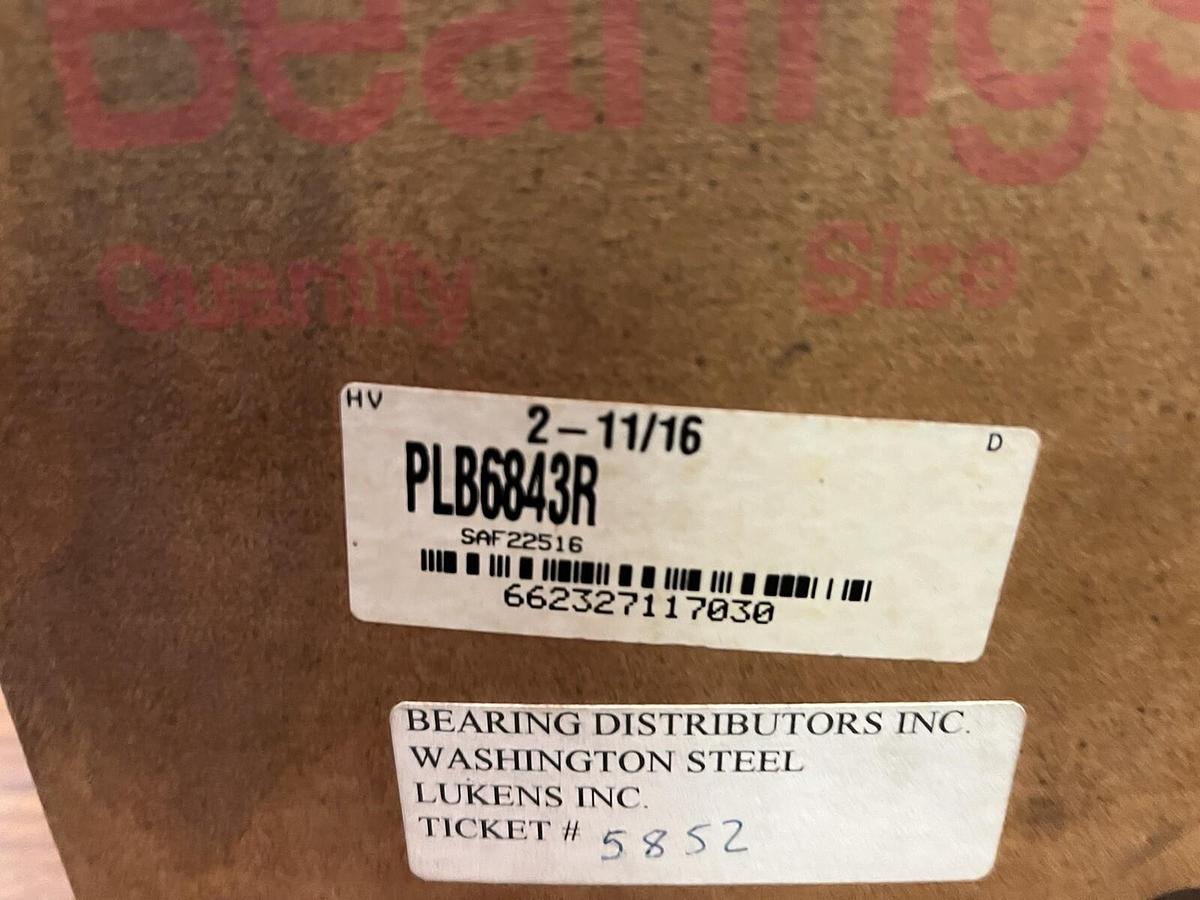 Bearings
Quantity Size
HV 2-11/16 D
PLB6843R
SAF22516
662327117030
BEARING DISTRIBUTORS INC.
WASHINGTON STEEL
LUKENS INC.
TICKET # 5852